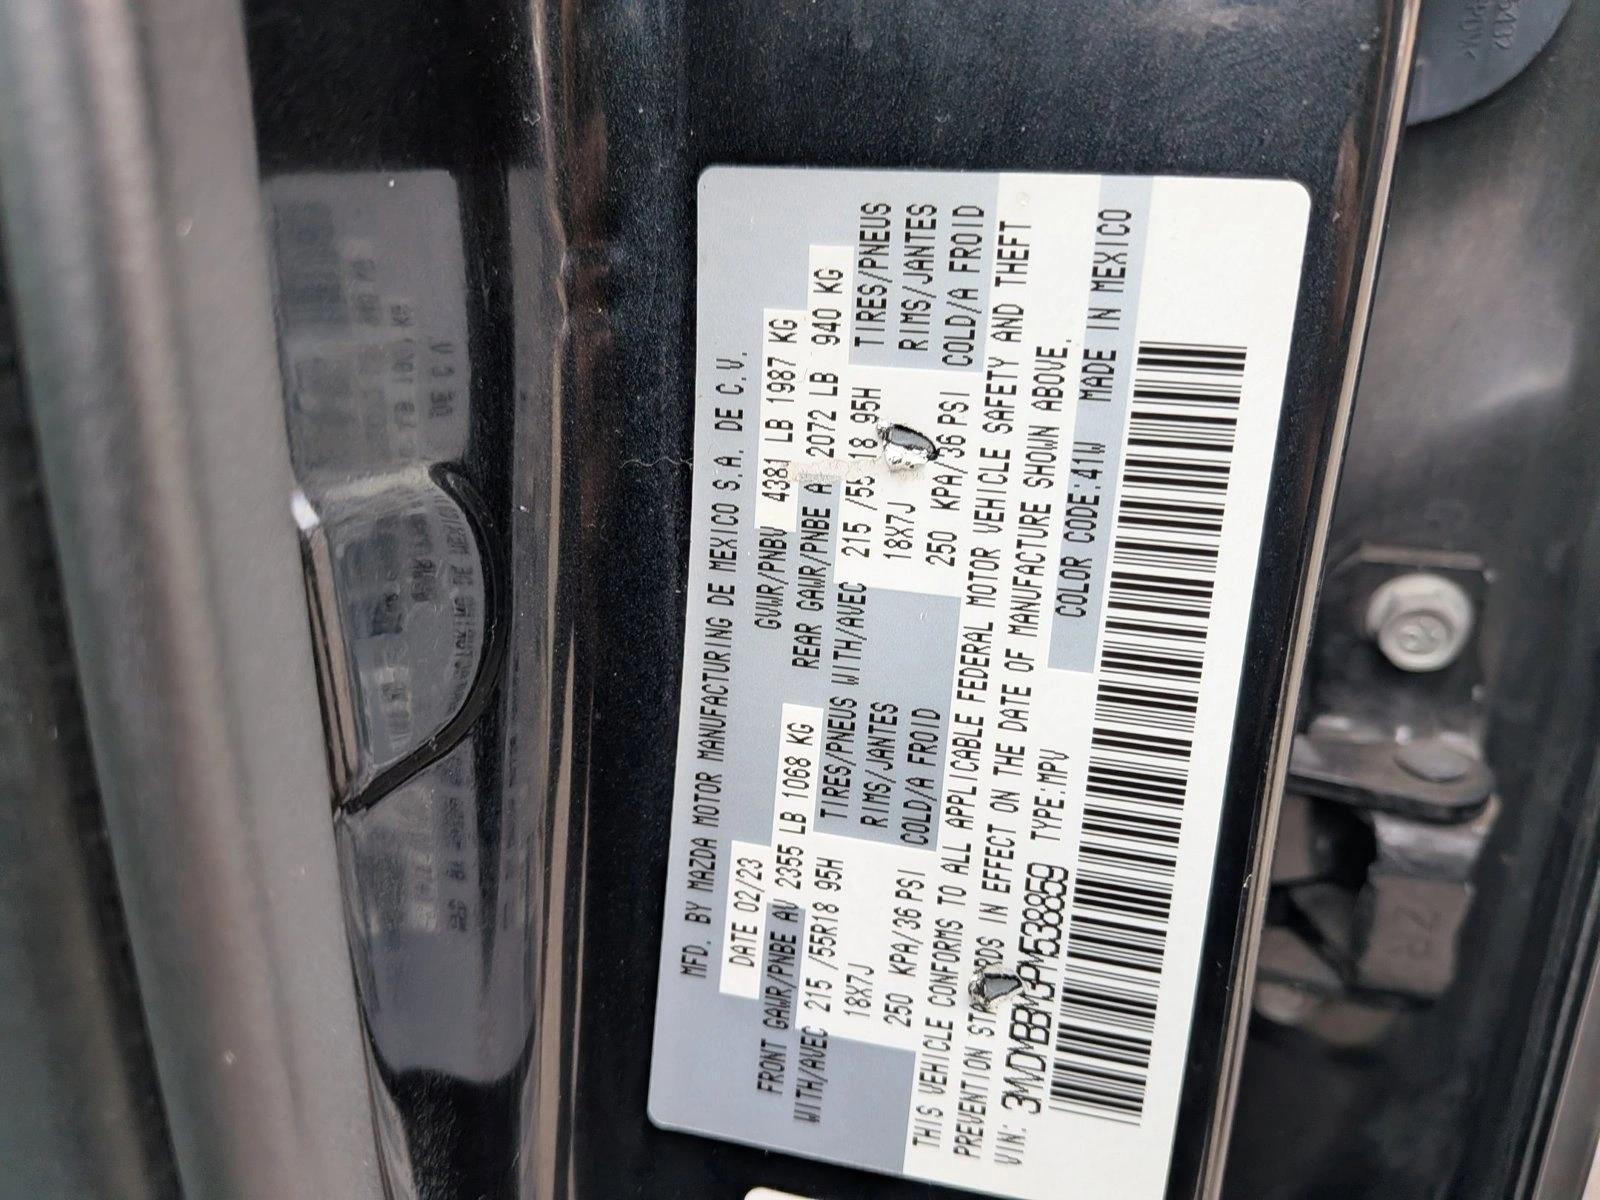 MFD. BY MAZDA MOTOR MANUFACTURING DE MEXICO S.A. DE C.V.
DATE 02/23 GVWR/PNBV 4381 LB 1987 KG
FRONT GAWR/PNBE AV 2355 LB 1068 KG REAR GAWR/PNBE A 2072 LB 940 KG
WITH/AVEC 215 /55R18 95H TIRES/PNEUS WITH/AVEC 215 /55 18 95H TIRES/PNEUS
18X7J RIMS/JANTES 18X7J RIMS/JANTES
250 KPA/36 PSI COLD/A FROID 250 KPA/36 PSI COLD/A FROID
THIS VEHICLE CONFORMS TO ALL APPLICABLE FEDERAL MOTOR VEHICLE SAFETY AND THEFT
PREVENTION IN EFFECT ON THE DATE OF MANUFACTURE SHOWN ABOVE.
VIN: TYPE:MPV COLOR CODE:41W MADE IN MEXICO